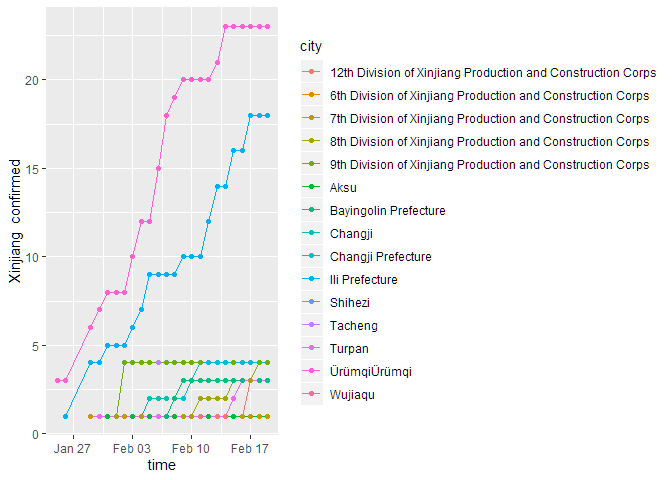 20
15
10
5
0
Xinjiang confirmed
Jan 27 Feb 03 Feb 10 Feb 17
time
city
12th Division of Xinjiang Production and Construction Corps
6th Division of Xinjiang Production and Construction Corps
7th Division of Xinjiang Production and Construction Corps
8th Division of Xinjiang Production and Construction Corps
9th Division of Xinjiang Production and Construction Corps
Aksu
Bayingolin Prefecture
Changji
Changji Prefecture
Ili Prefecture
Shihezi
Tacheng
Turpan
ÜrümqiÜrümqi
Wujiaqu